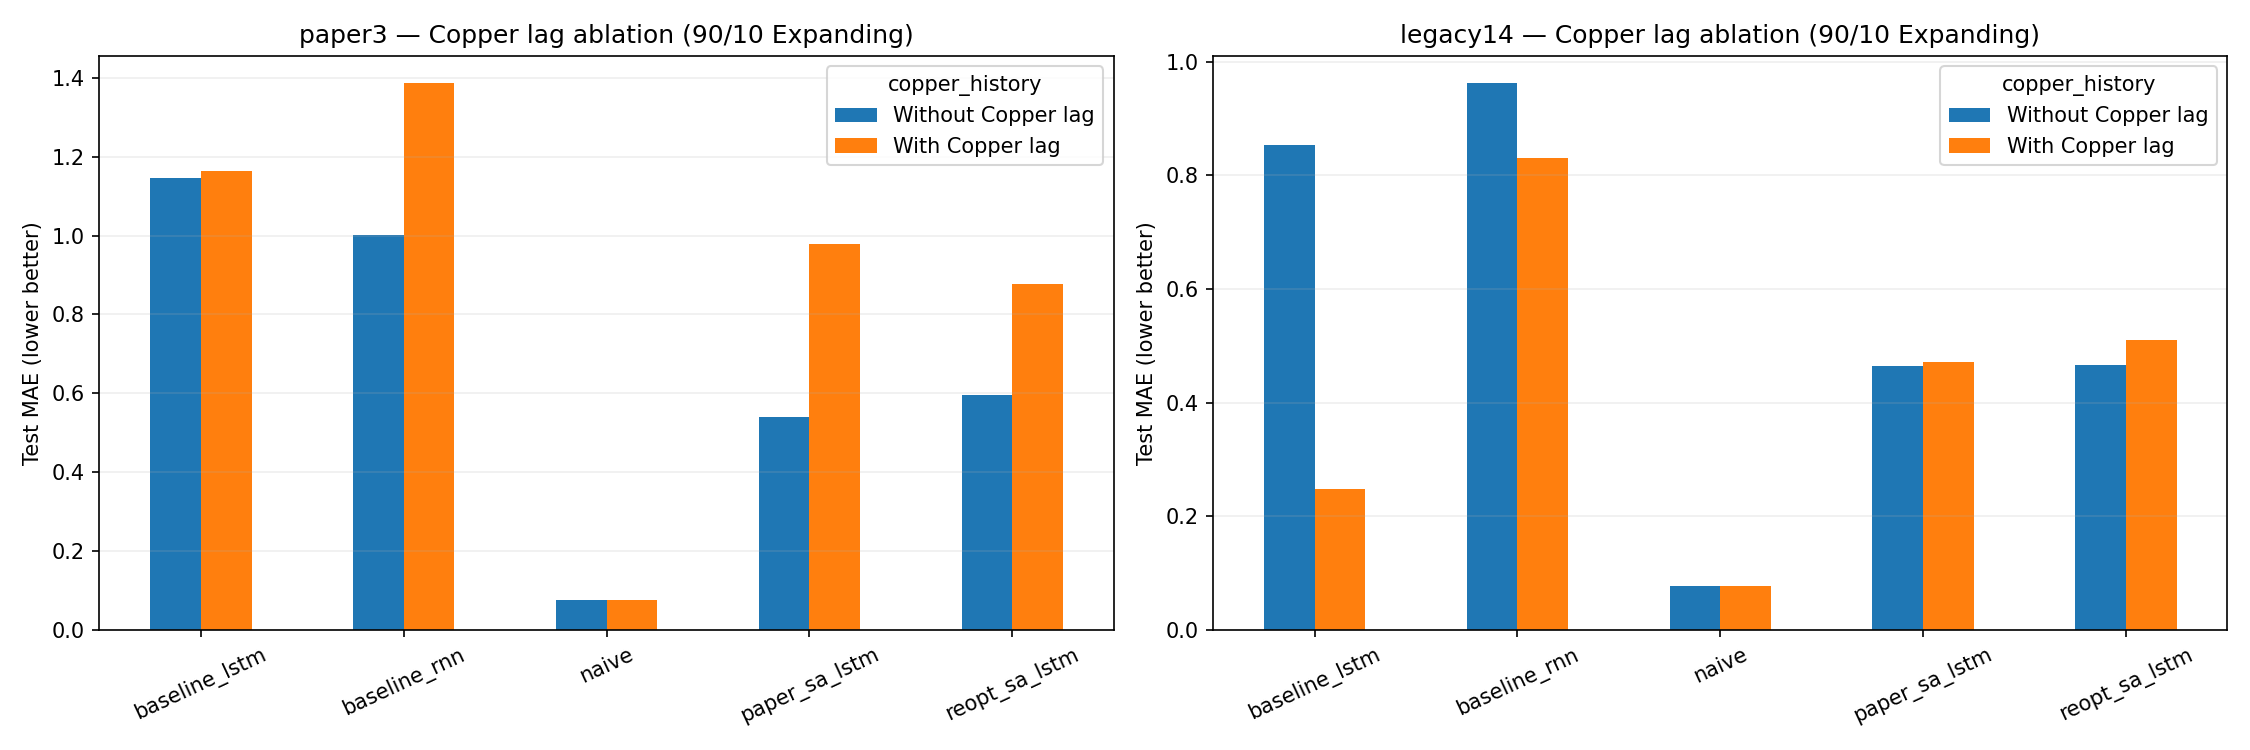 paper3 — Copper lag ablation (90/10 Expanding)
Test MAE (lower better)
1.4
1.2
1.0
0.8
0.6
0.4
0.2
0.0
copper_history
Without Copper lag
With Copper lag
baseline_lstm
baseline_rnn
naive
paper_sa_lstm
reopt_sa_lstm
legacy14 — Copper lag ablation (90/10 Expanding)
Test MAE (lower better)
1.0
0.8
0.6
0.4
0.2
0.0
copper_history
Without Copper lag
With Copper lag
baseline_lstm
baseline_rnn
naive
paper_sa_lstm
reopt_sa_lstm